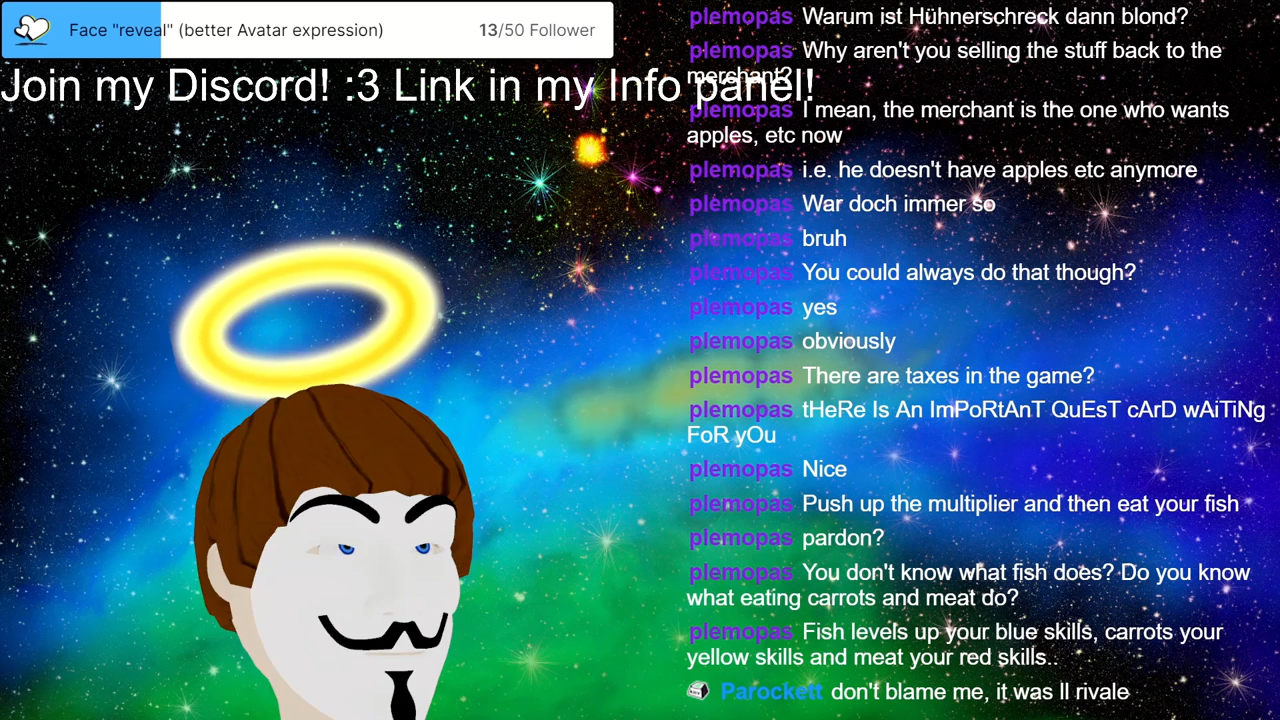 Face "reveal" (better Avatar expression) 13/50 Follower
Join my Discord! :3 Link in my Info panel!
plemopas Warum ist Hühnerschreck dann blond?
plemopas Why aren't you selling the stuff back to the
merchant?
plemopas I mean, the merchant is the one who wants
apples, etc now
plemopas i.e. he doesn't have apples etc anymore
plemopas War doch immer so
plemopas bruh
plemopas You could always do that though?
plemopas yes
plemopas obviously
plemopas There are taxes in the game?
plemopas tHeRe Is An ImPoRtAnT QuEsT cArD wAiTiNg
FoR yOu
plemopas Nice
plemopas Push up the multiplier and then eat your fish
plemopas pardon?
plemopas You don't know what fish does? Do you know
what eating carrots and meat do?
plemopas Fish levels up your blue skills, carrots your
yellow skills and meat your red skills..
Parockett don't blame me, it was ll rivale